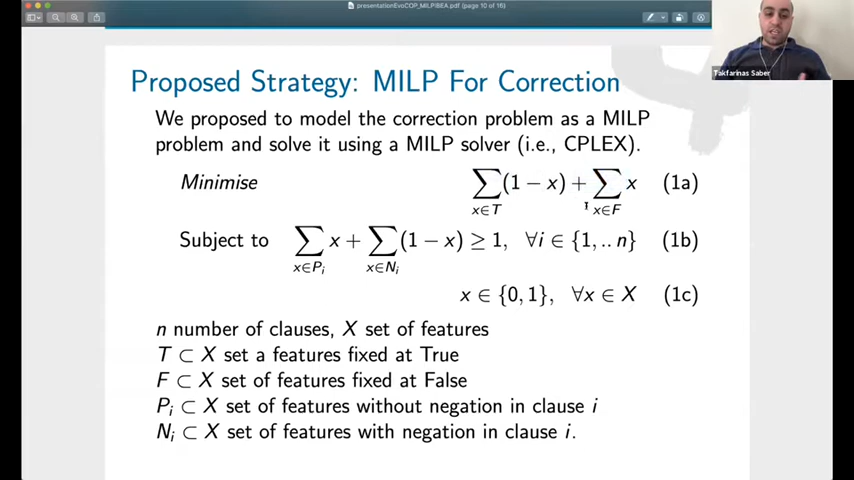 presentationEvoCOP_MILPIBEA.pdf (page 10 of 16)
Takfarinas Saber
Proposed Strategy: MILP For Correction
We proposed to model the correction problem as a MILP
problem and solve it using a MILP solver (i.e., CPLEX).
Minimise ∑x∈T (1 − x) + ∑x∈F x (1a)
Subject to ∑x∈Pi x + ∑x∈Ni (1 − x) ≥ 1, ∀i ∈ {1, .. n} (1b)
x ∈ {0, 1}, ∀x ∈ X (1c)
n number of clauses, X set of features
T ⊂ X set a features fixed at True
F ⊂ X set of features fixed at False
Pi ⊂ X set of features without negation in clause i
Ni ⊂ X set of features with negation in clause i.